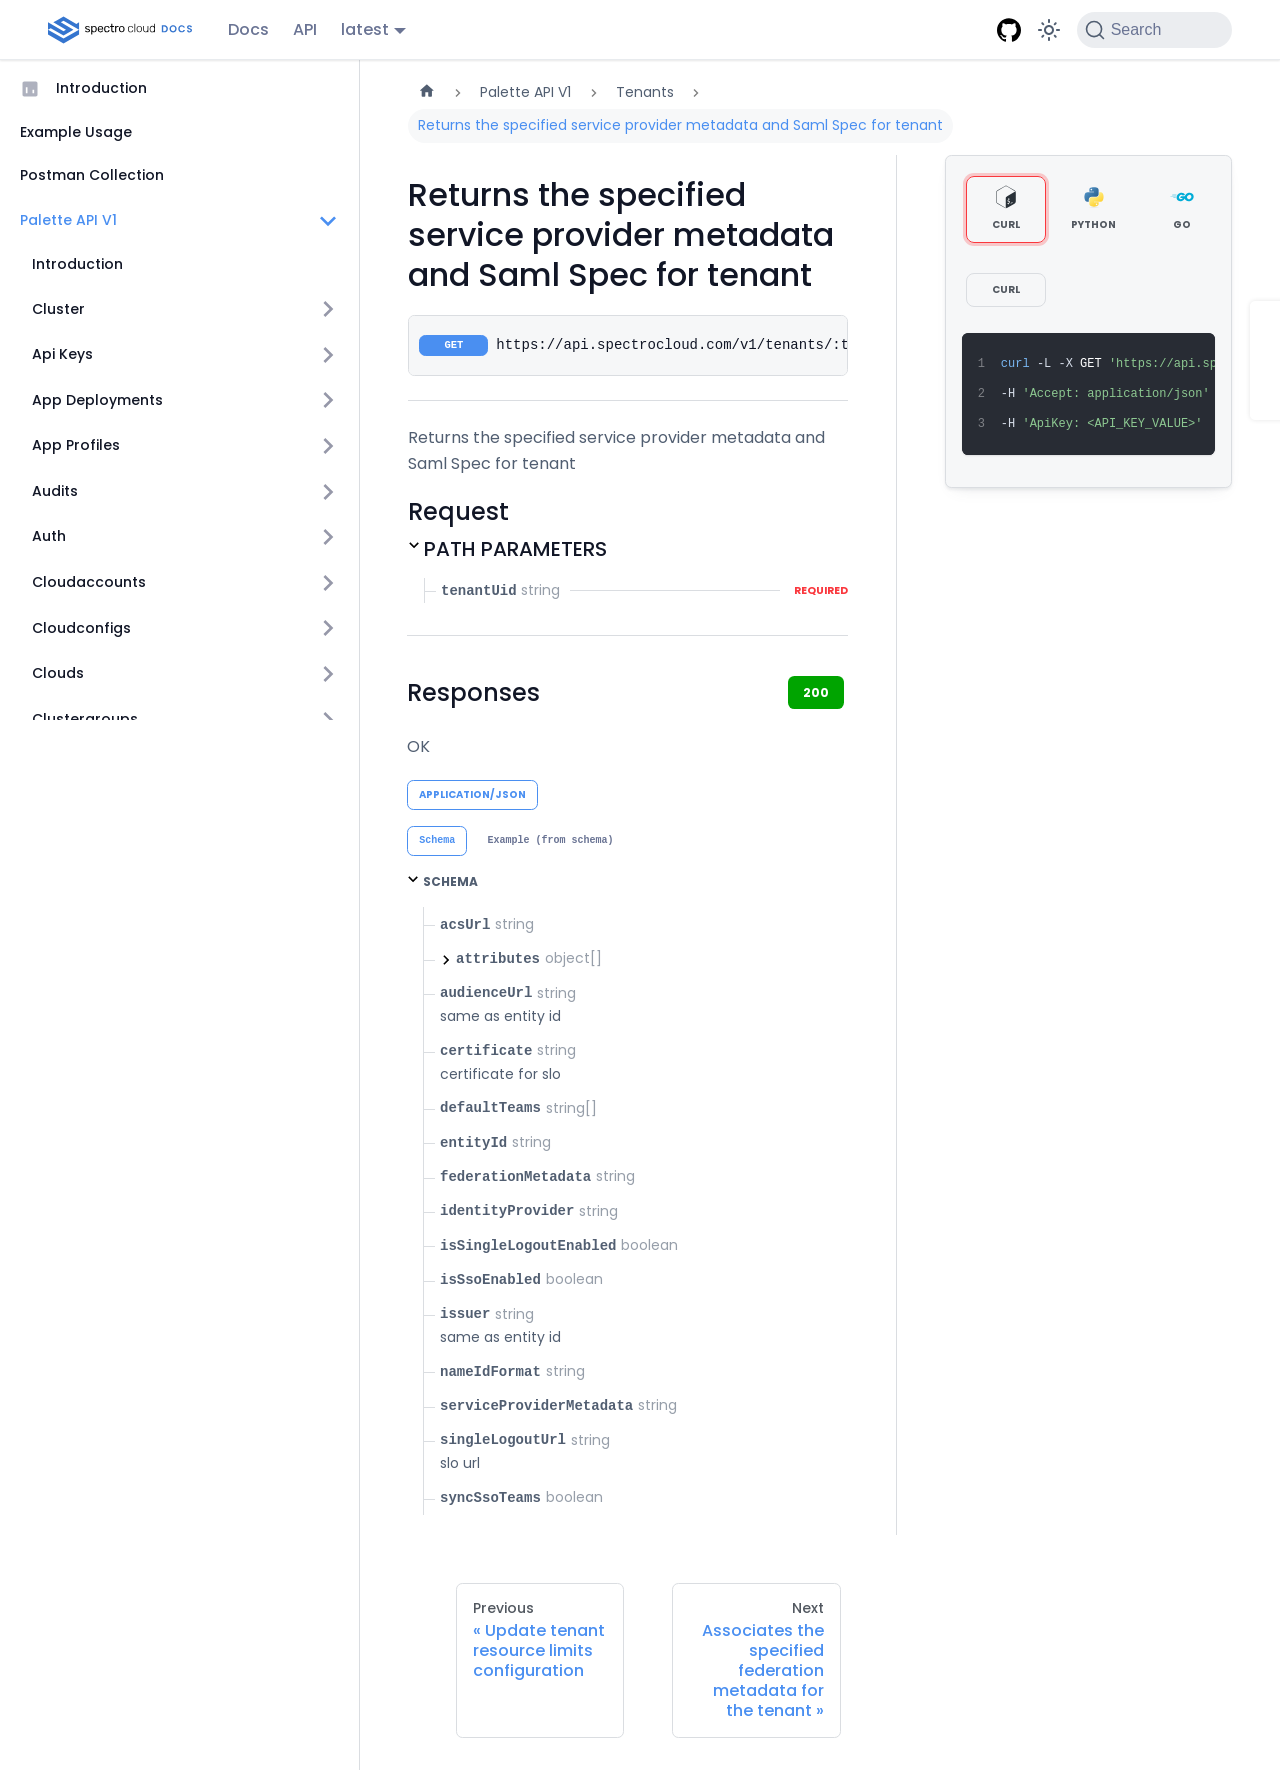 spectro cloud DOCS Docs API latest Search
Introduction
Example Usage
Postman Collection
Palette API V1
Introduction
Cluster
Api Keys
App Deployments
App Profiles
Audits
Auth
Cloudaccounts
Cloudconfigs
Clouds
Clustergroups
Palette API V1 Tenants
Returns the specified service provider metadata and Saml Spec for tenant
Returns the specified
service provider metadata
and Saml Spec for tenant
GET https://api.spectrocloud.com/v1/tenants/:t
Returns the specified service provider metadata and
Saml Spec for tenant
Request
PATH PARAMETERS
tenantUid string REQUIRED
Responses 200
OK
APPLICATION/JSON
Schema Example (from schema)
SCHEMA
acsUrl string
attributes object[]
audienceUrl string
same as entity id
certificate string
certificate for slo
defaultTeams string[]
entityId string
federationMetadata string
identityProvider string
isSingleLogoutEnabled boolean
isSsoEnabled boolean
issuer string
same as entity id
nameIdFormat string
serviceProviderMetadata string
singleLogoutUrl string
slo url
syncSsoTeams boolean
CURL PYTHON GO
CURL
1 curl -L -X GET 'https://api.sp
2 -H 'Accept: application/json'
3 -H 'ApiKey: <API_KEY_VALUE>'
Previous
« Update tenant
resource limits
configuration
Next
Associates the
specified
federation
metadata for
the tenant »